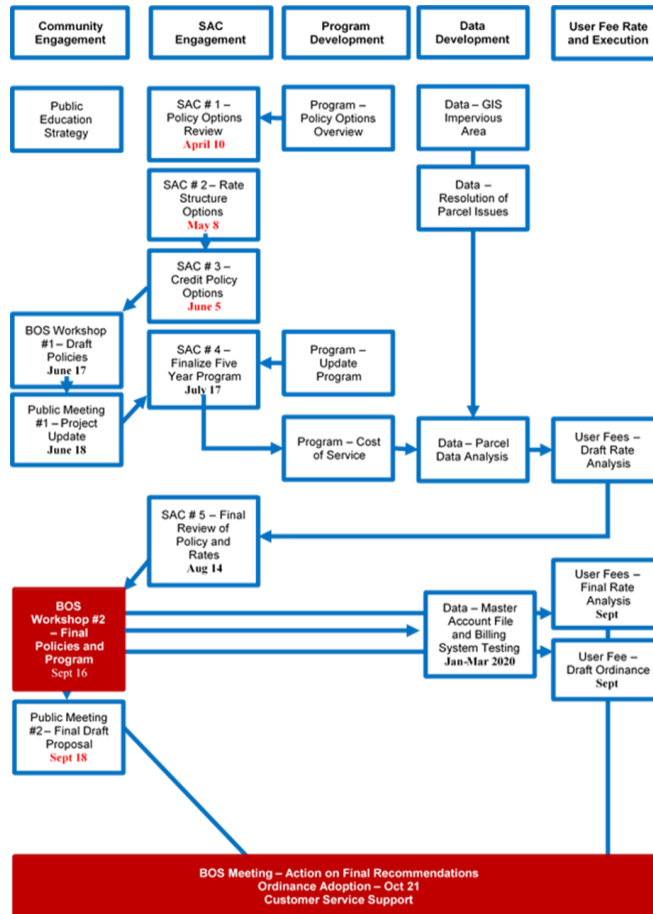 Community
Engagement
SAC
Engagement
Program
Development
Data
Development
User Fee Rate
and Execution
Public
Education
Strategy
SAC # 1 –
Policy Options
Review
April 10
Program –
Policy Options
Overview
Data – GIS
Impervious
Area
SAC # 2 – Rate
Structure
Options
May 8
Data –
Resolution of
Parcel Issues
SAC # 3 –
Credit Policy
Options
June 5
BOS Workshop
#1 – Draft
Policies
June 17
SAC # 4 –
Finalize Five
Year Program
July 17
Program –
Update
Program
Public Meeting
#1 – Project
Update
June 18
Program – Cost
of Service
Data – Parcel
Data Analysis
User Fees –
Draft Rate
Analysis
SAC # 5 – Final
Review of
Policy and
Rates
Aug 14
BOS
Workshop #2
– Final
Policies and
Program
Sept 16
Data – Master
Account File
and Billing
System Testing
Jan-Mar 2020
User Fees –
Final Rate
Analysis
Sept
User Fee –
Draft Ordinance
Sept
Public Meeting
#2 – Final Draft
Proposal
Sept 18
BOS Meeting – Action on Final Recommendations
Ordinance Adoption – Oct 21
Customer Service Support